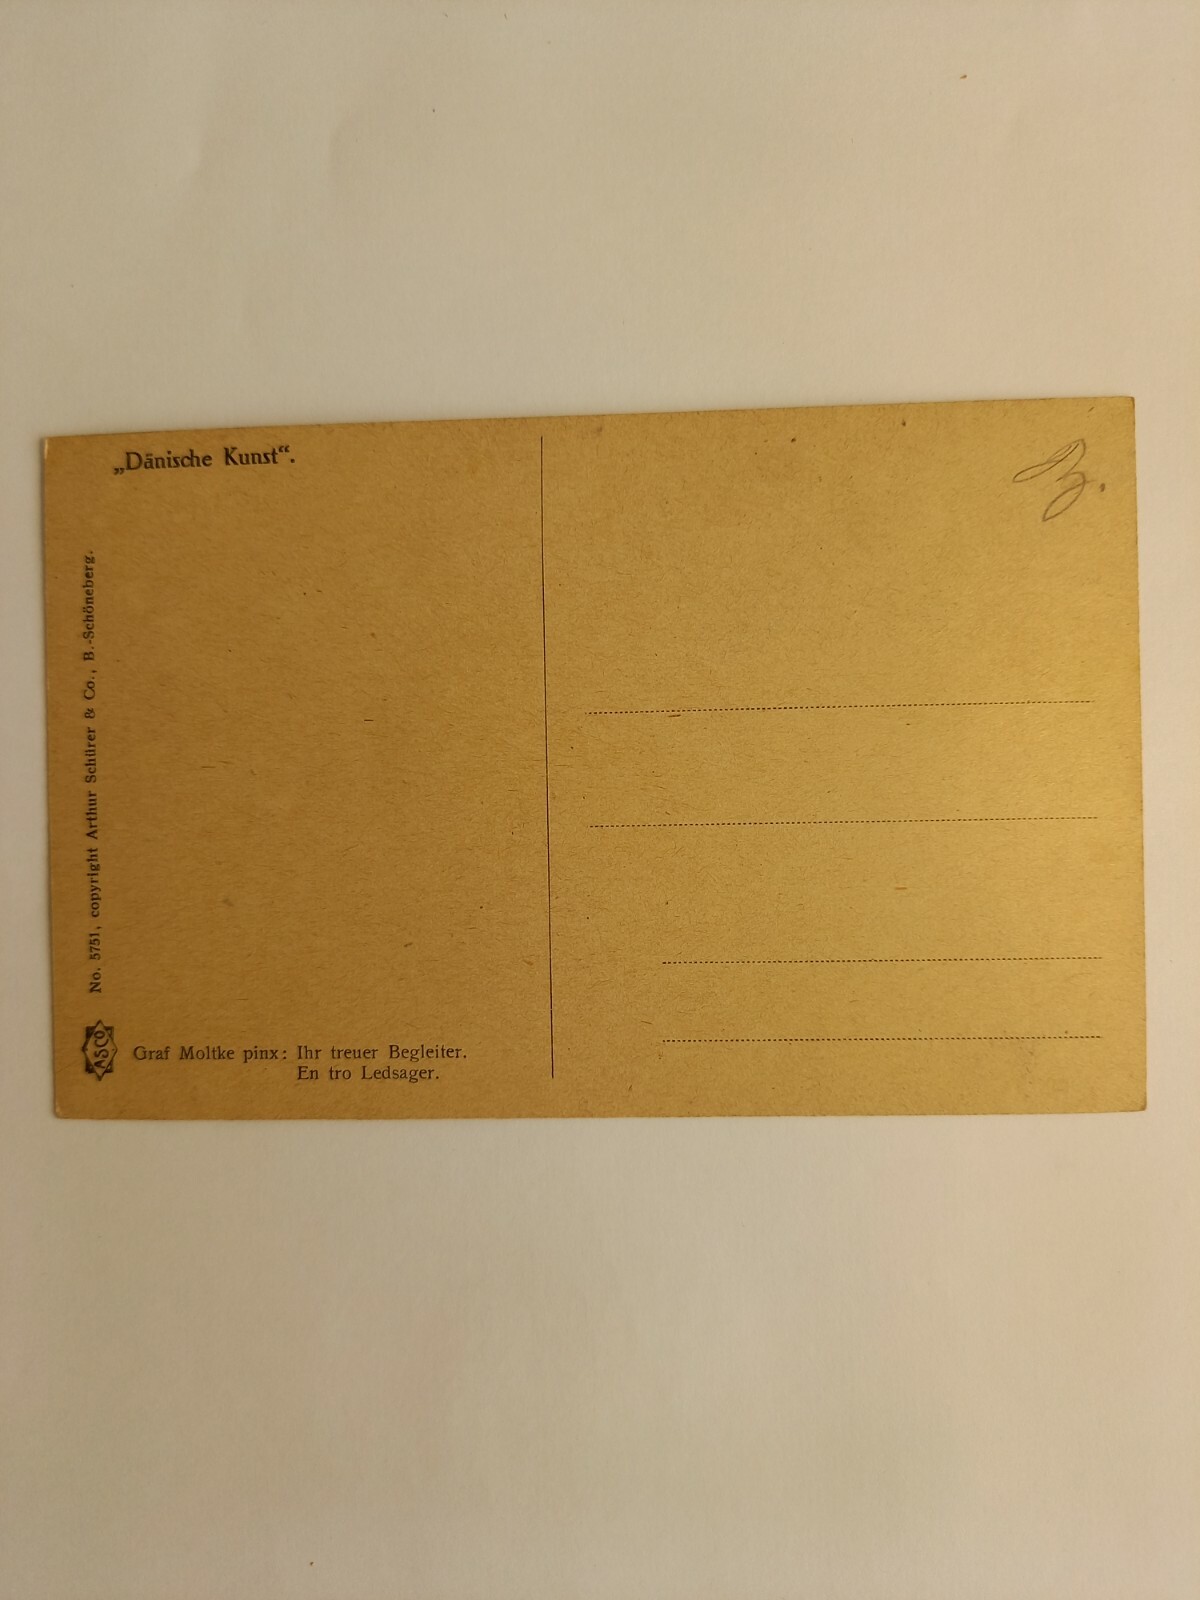 „Dänische Kunst“.
No. 5751, copyright Arthur Schürer & Co., B.-Schöneberg.
ASCO
Graf Moltke pinx: Ihr treuer Begleiter.
En tro Ledsager.